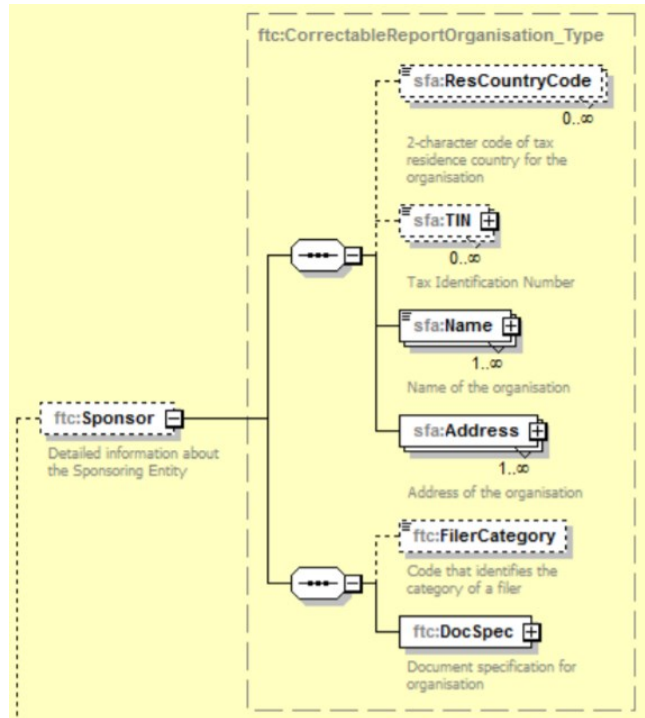 ftc:CorrectableReportOrganisation_Type
sfa:ResCountryCode
0..∞
2-character code of tax
residence country for the
organisation
sfa:TIN
0..∞
Tax Identification Number
sfa:Name
1..∞
Name of the organisation
ftc:Sponsor
Detailed information about
the Sponsoring Entity
sfa:Address
1..∞
Address of the organisation
ftc:FilerCategory
Code that identifies the
category of a filer
ftc:DocSpec
Document specification for
organisation